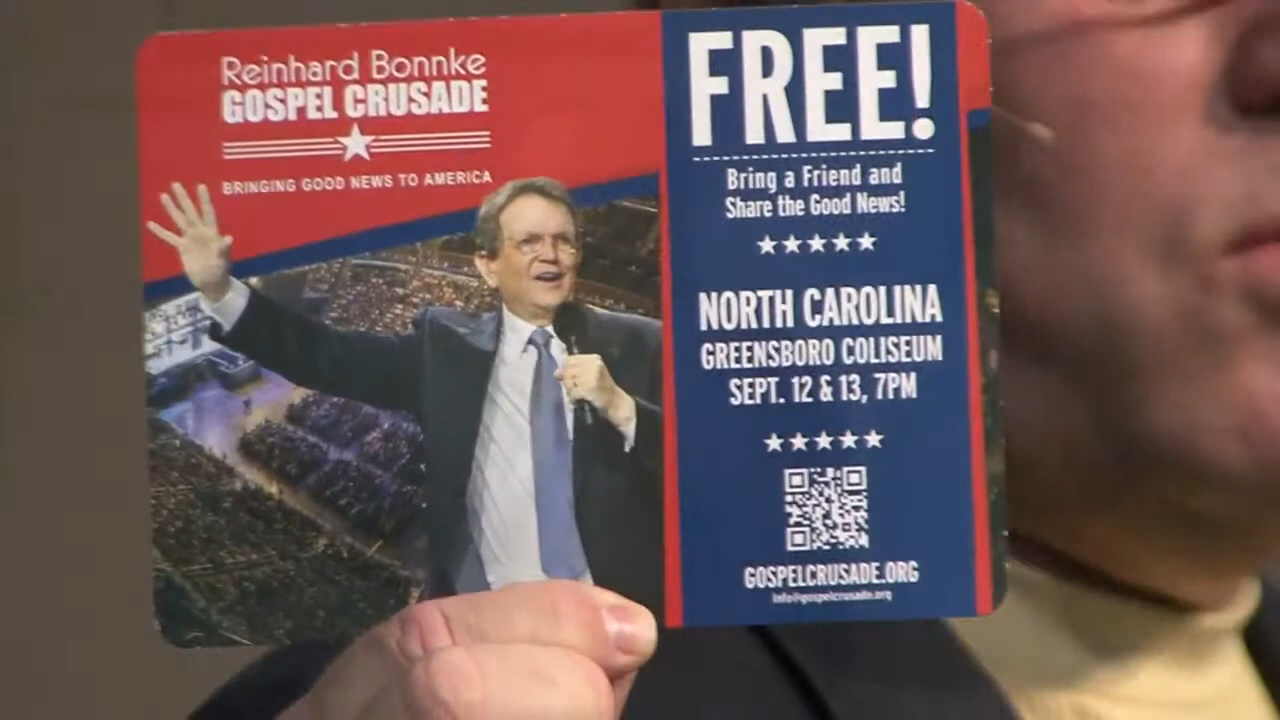 Reinhard Bonnke
GOSPEL CRUSADE
BRINGING GOOD NEWS TO AMERICA
FREE!
Bring a Friend and
Share the Good News!
NORTH CAROLINA
GREENSBORO COLISEUM
SEPT. 12 & 13, 7PM
GOSPELCRUSADE.ORG
info@gospelcrusade.org